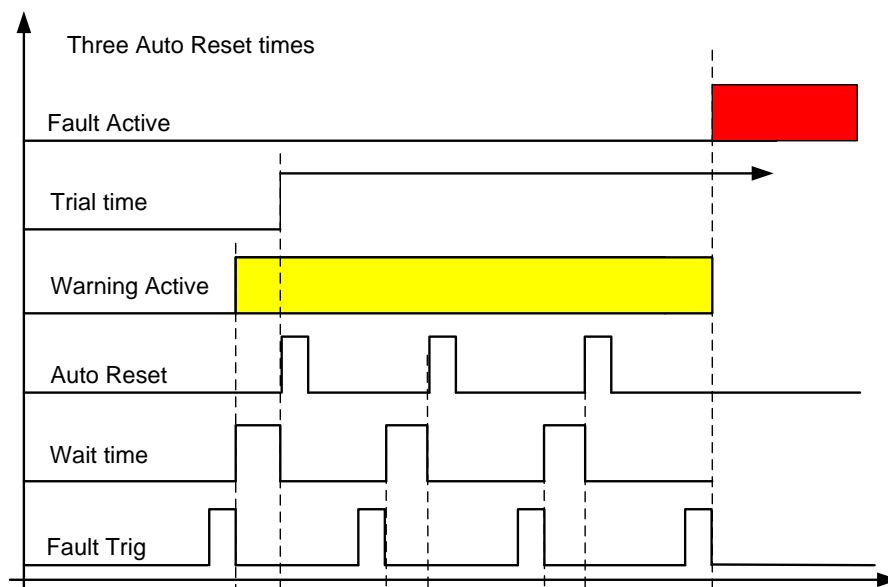 Three Auto Reset times
Fault Active
Trial time
Warning Active
Auto Reset
Wait time
Fault Trig